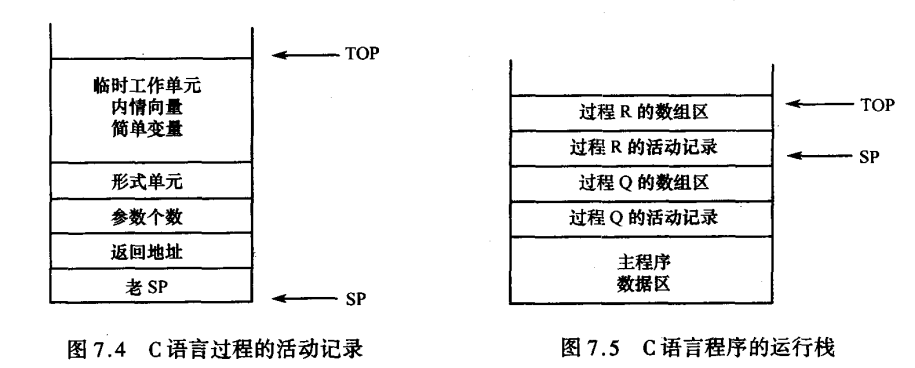 TOP
临时工作单元
内情向量
简单变量
形式单元
参数个数
返回地址
老 SP
SP
图 7.4 C 语言过程的活动记录
过程 R 的数组区
TOP
过程 R 的活动记录
SP
过程 Q 的数组区
过程 Q 的活动记录
主程序
数据区
图 7.5 C 语言程序的运行栈